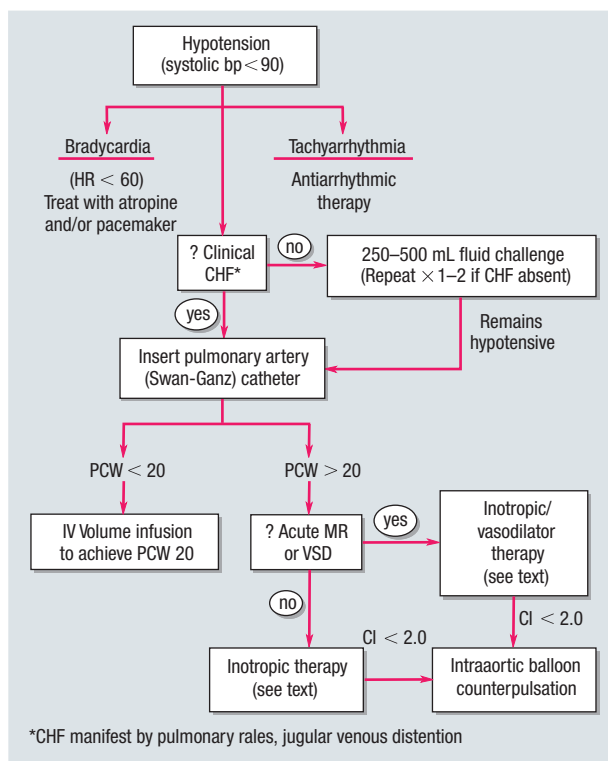 Hypotension
(systolic bp < 90)
Bradycardia
(HR < 60)
Treat with atropine
and/or pacemaker
Tachyarrhythmia
Antiarrhythmic
therapy
? Clinical
CHF*
no
250–500 mL fluid challenge
(Repeat × 1–2 if CHF absent)
yes
Remains
hypotensive
Insert pulmonary artery
(Swan-Ganz) catheter
PCW < 20
PCW > 20
IV Volume infusion
to achieve PCW 20
? Acute MR
or VSD
yes
Inotropic/
vasodilator
therapy
(see text)
no
CI < 2.0
CI < 2.0
Inotropic therapy
(see text)
Intraaortic balloon
counterpulsation
*CHF manifest by pulmonary rales, jugular venous distention